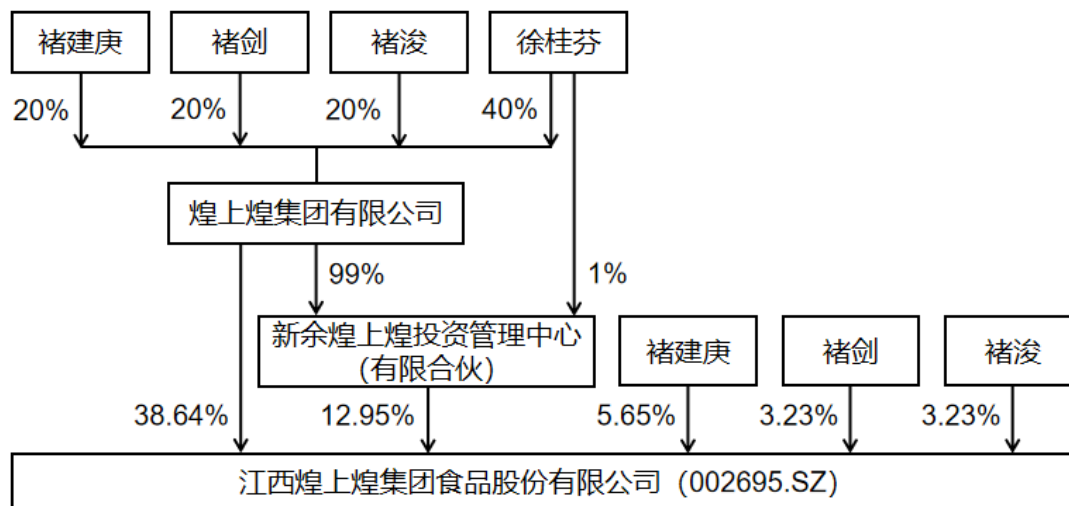 褚建庚
褚剑
褚浚
徐桂芬
20%
20%
20%
40%
煌上煌集团有限公司
99%
1%
新余煌上煌投资管理中心
（有限合伙）
褚建庚
褚剑
褚浚
38.64%
12.95%
5.65%
3.23%
3.23%
江西煌上煌集团食品股份有限公司（002695.SZ）